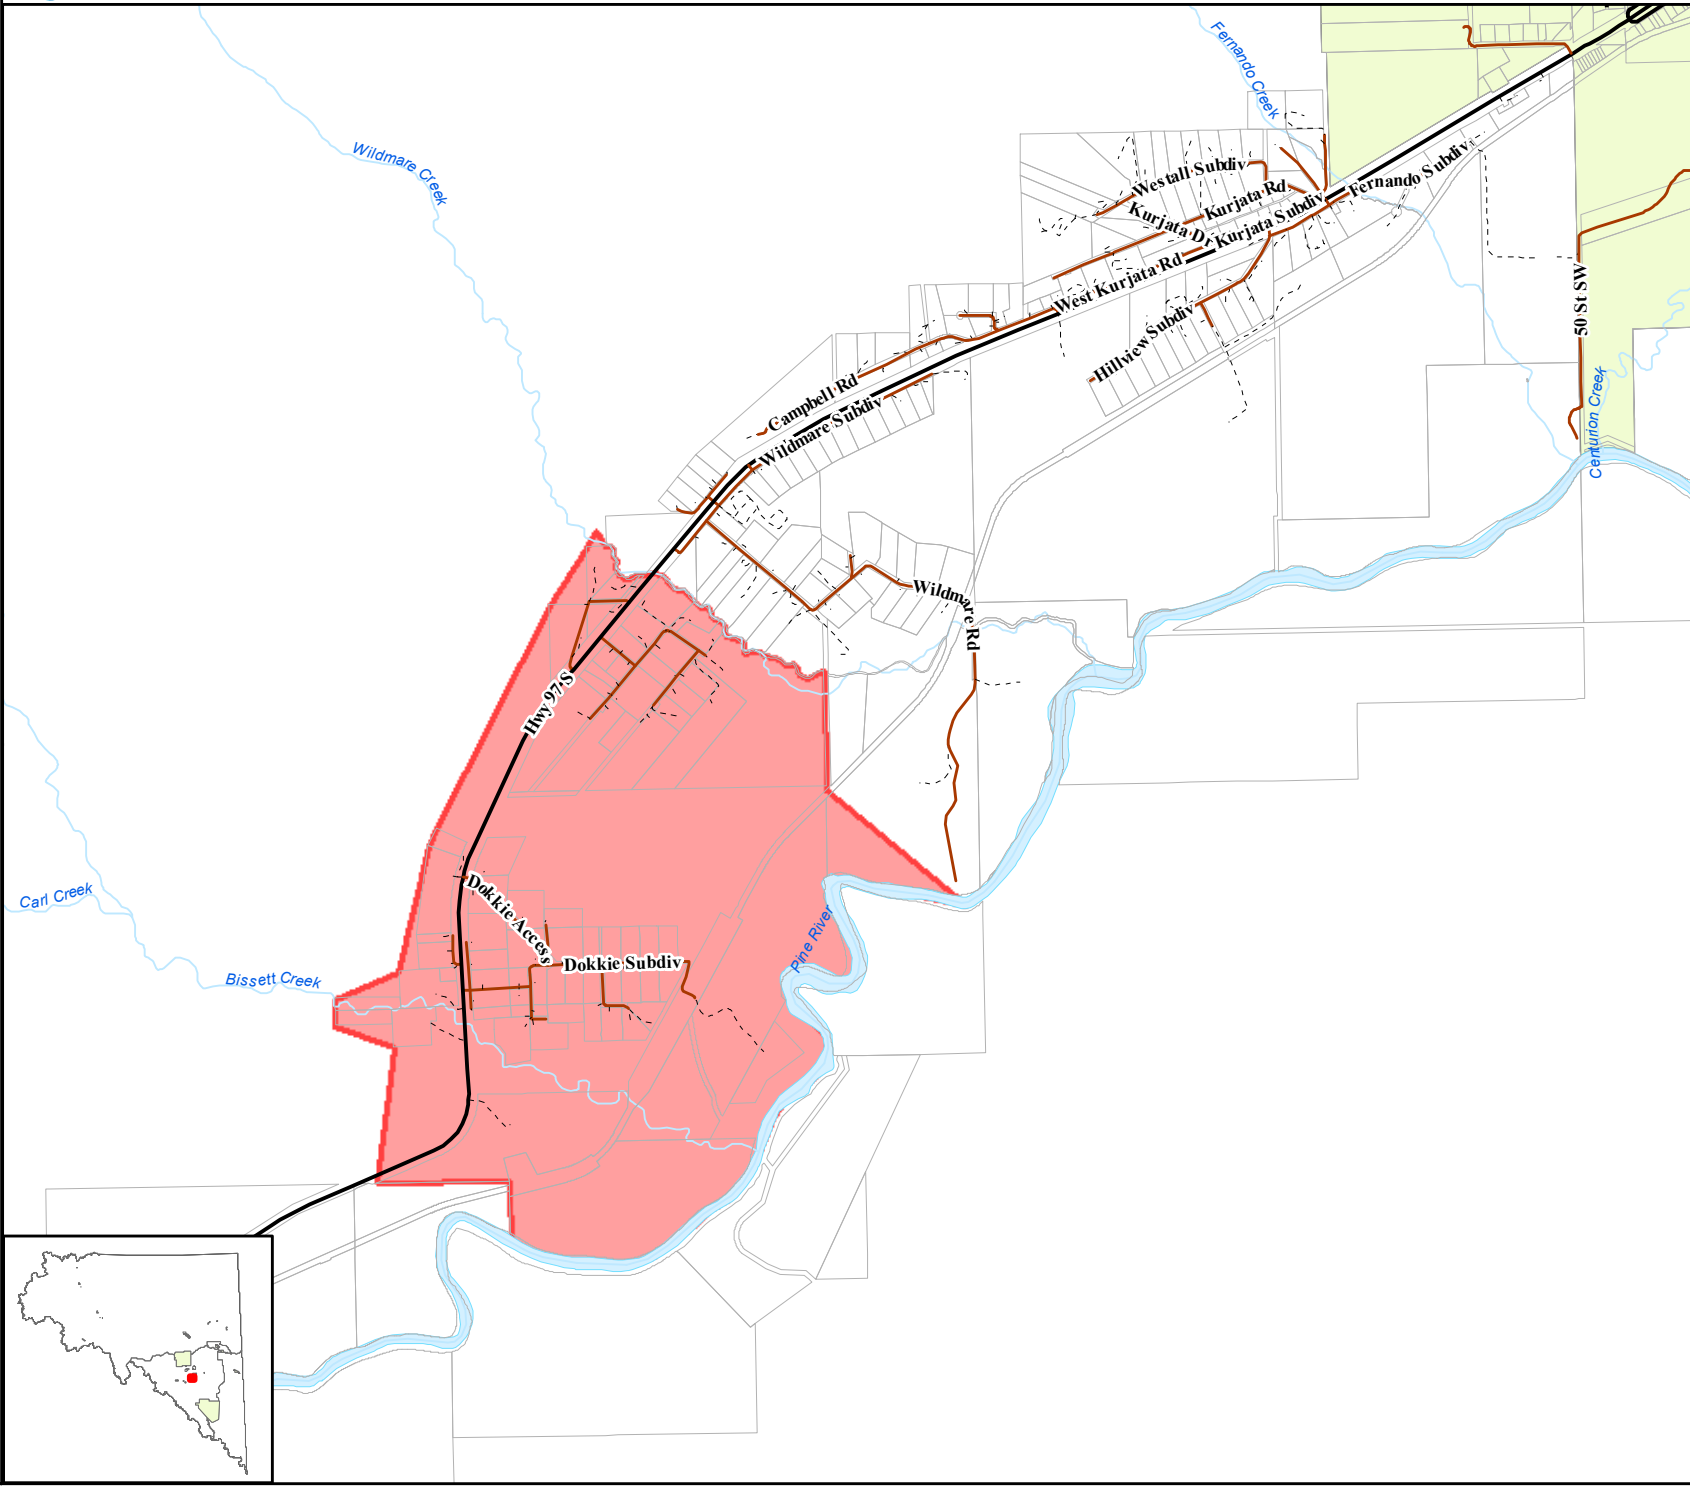 Fernando Creek
Wildmare Creek
Westall Subdiv
Kurjata Rd
Fernando Subdiv
Kurjata Dr
Kurjata Subdiv
West Kurjata Rd
50 St SW
Hillview Subdiv
Campbell Rd
Wildmare Subdiv
Centurion Creek
Wildmare Rd
Hwy 97 S
Carl Creek
Dokkie Access
Pine River
Dokkie Subdiv
Bissett Creek